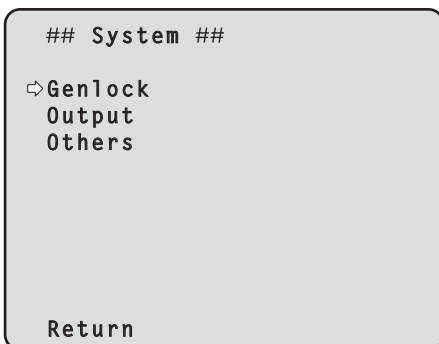 ## System ##
⇨Genlock
Output
Others
Return